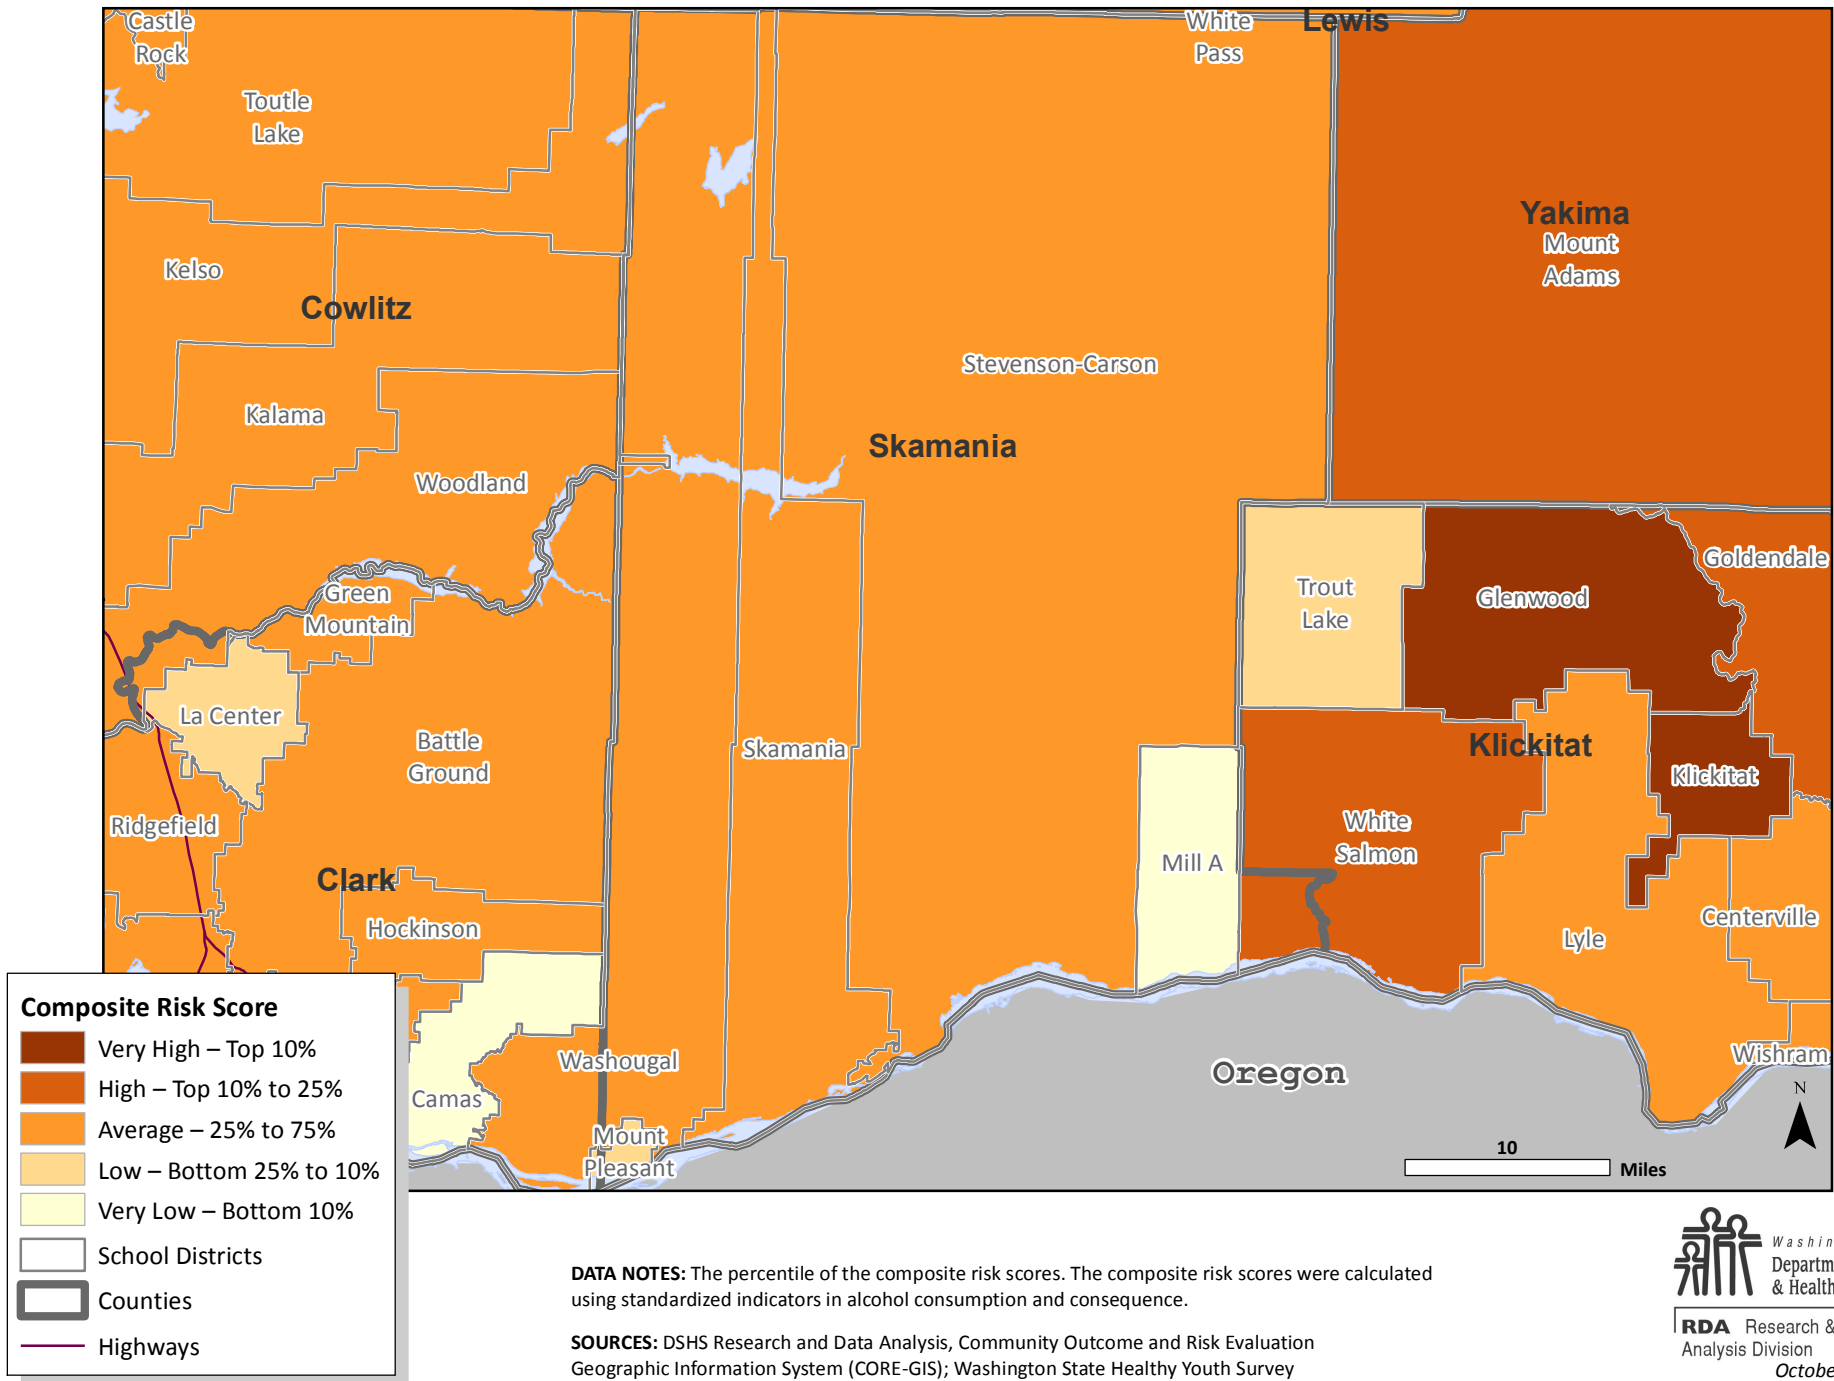 Castle
Rock
White
Pass
Lewis
Toutle
Lake
Yakima
Mount
Adams
Kelso
Cowlitz
Stevenson-Carson
Kalama
Skamania
Woodland
Goldendale
Green
Mountain
Trout
Lake
Glenwood
La Center
Battle
Ground
Skamania
Klickitat
Klickitat
Ridgefield
White
Salmon
Mill A
Clark
Hockinson
Centerville
Lyle
Washougal
Oregon
Wishram
Camas
Mount
Pleasant
N
10
Miles
Composite Risk Score
Very High – Top 10%
High – Top 10% to 25%
Average – 25% to 75%
Low – Bottom 25% to 10%
Very Low – Bottom 10%
School Districts
Counties
Highways
DATA NOTES: The percentile of the composite risk scores. The composite risk scores were calculated
using standardized indicators in alcohol consumption and consequence.
SOURCES: DSHS Research and Data Analysis, Community Outcome and Risk Evaluation
Geographic Information System (CORE-GIS); Washington State Healthy Youth Survey
Washin
Departm
& Health
RDA Research &
Analysis Division
Octobe